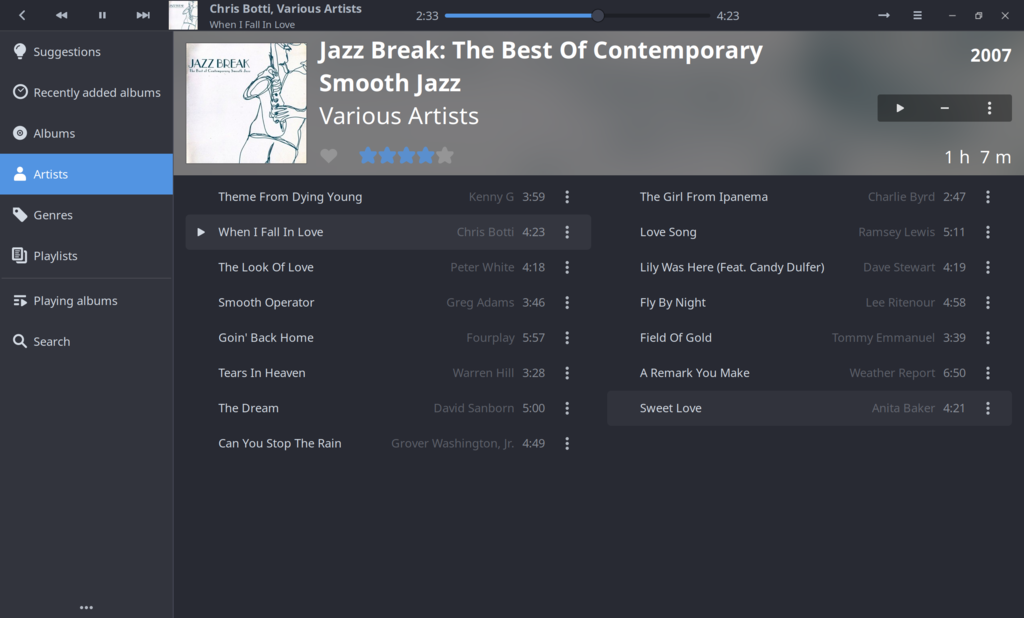 Chris Botti, Various Artists
When I Fall In Love
2:33
4:23
Suggestions
Recently added albums
Albums
Artists
Genres
Playlists
Playing albums
Search
JAZZ BREAK
The Best of Contemporary Smooth Jazz
Jazz Break: The Best Of Contemporary
Smooth Jazz
Various Artists
2007
1 h 7 m
Theme From Dying Young Kenny G 3:59
When I Fall In Love Chris Botti 4:23
The Look Of Love Peter White 4:18
Smooth Operator Greg Adams 3:46
Goin' Back Home Fourplay 5:57
Tears In Heaven Warren Hill 3:28
The Dream David Sanborn 5:00
Can You Stop The Rain Grover Washington, Jr. 4:49
The Girl From Ipanema Charlie Byrd 2:47
Love Song Ramsey Lewis 5:11
Lily Was Here (Feat. Candy Dulfer) Dave Stewart 4:19
Fly By Night Lee Ritenour 4:58
Field Of Gold Tommy Emmanuel 3:39
A Remark You Make Weather Report 6:50
Sweet Love Anita Baker 4:21